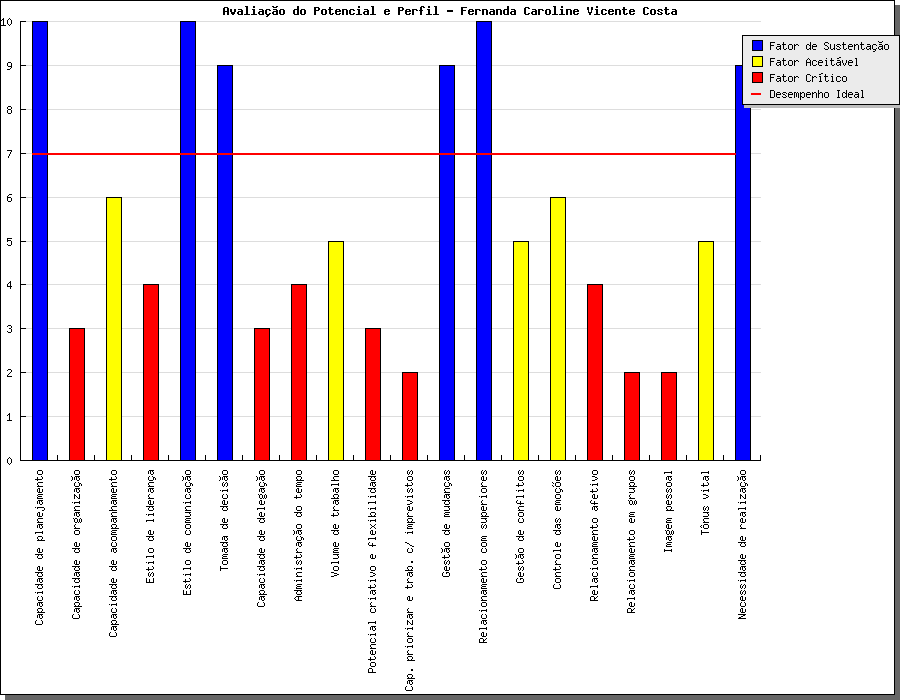 Avaliação do Potencial e Perfil - Fernanda Caroline Vicente Costa
Fator de Sustentação
Fator Aceitável
Fator Crítico
Desempenho Ideal
10
9
8
7
6
5
4
3
2
1
0
Capacidade de planejamento
Capacidade de organização
Capacidade de acompanhamento
Estilo de liderança
Estilo de comunicação
Tomada de decisão
Capacidade de delegação
Administração do tempo
Volume de trabalho
Potencial criativo e flexibilidade
Cap. priorizar e trab. c/ imprevistos
Gestão de mudanças
Relacionamento com superiores
Gestão de conflitos
Controle das emoções
Relacionamento afetivo
Relacionamento em grupos
Imagem pessoal
Tônus vital
Necessidade de realização